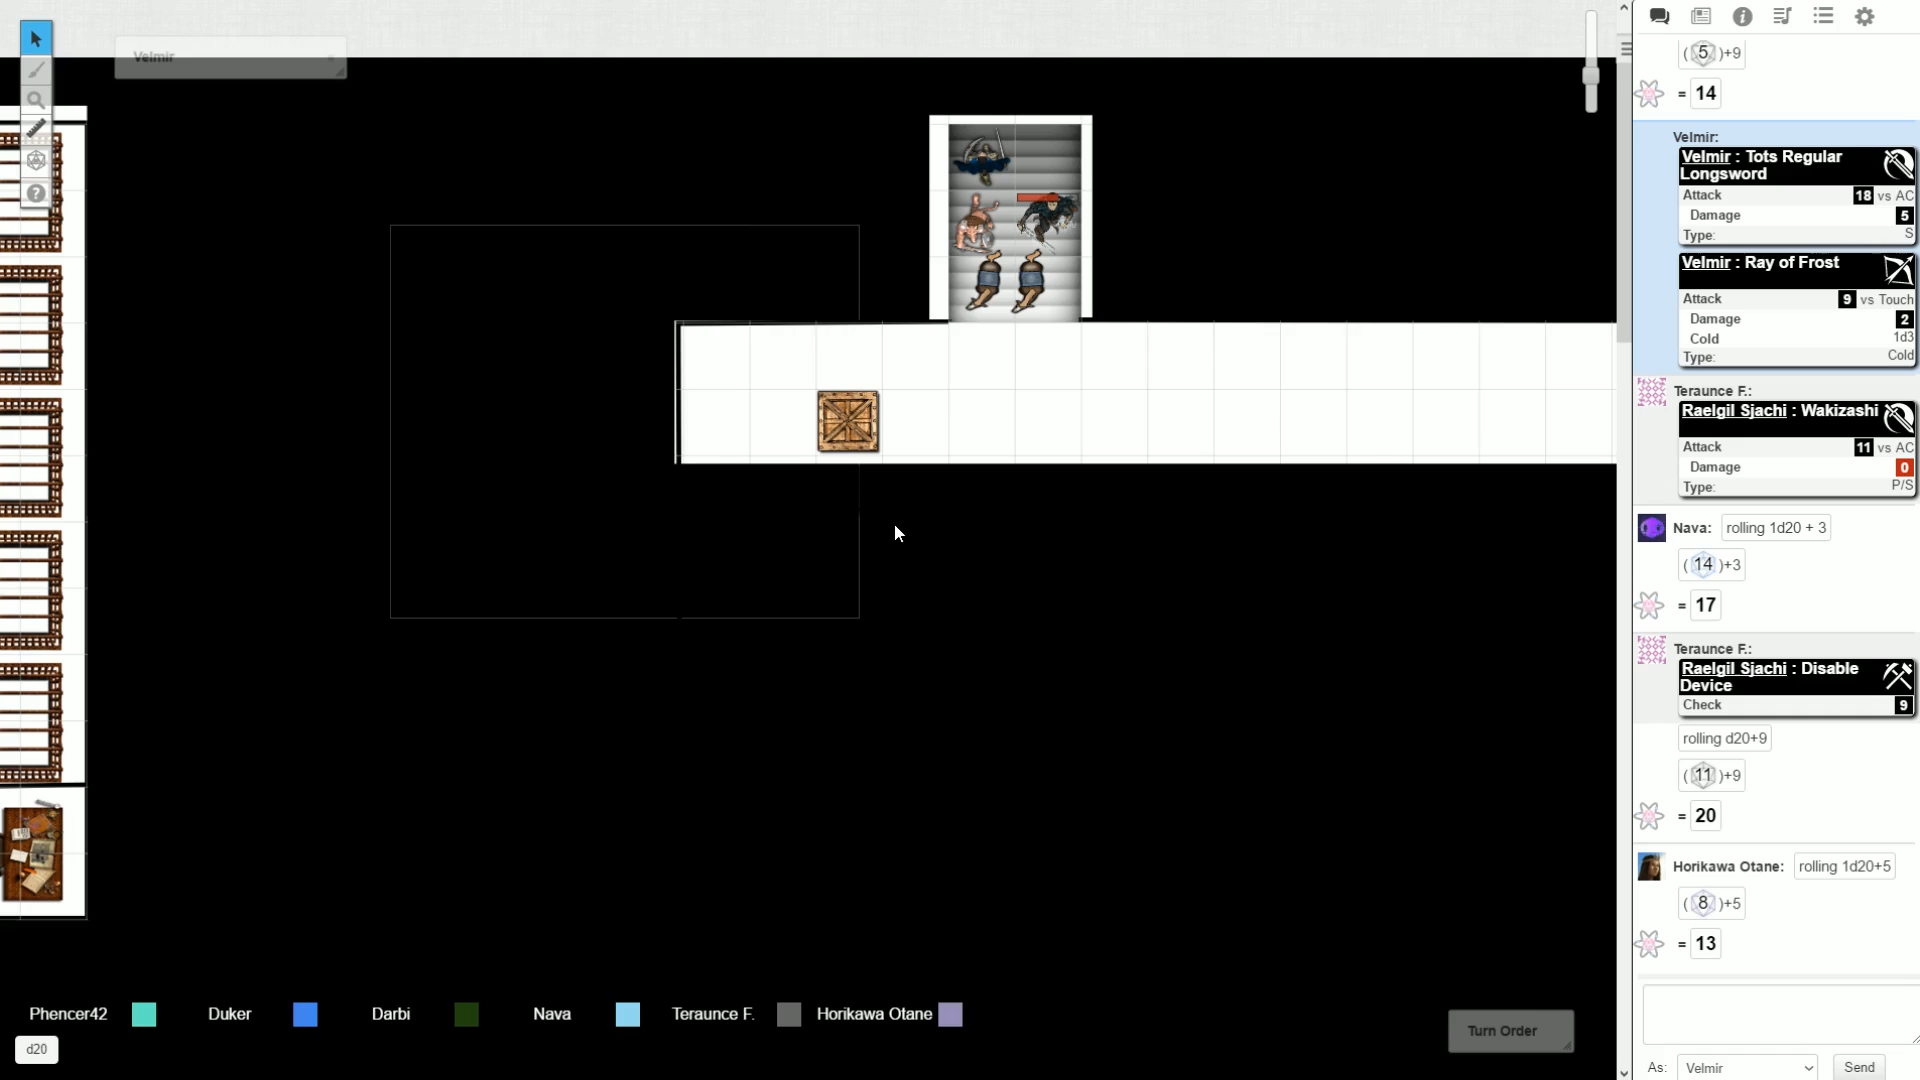 Velmir
(5)+9
= 14
Velmir:
Velmir : Tots Regular
Longsword
Attack 18 vs AC
Damage 5
Type: S
Velmir : Ray of Frost
Attack 9 vs Touch
Damage 2
Cold 1d3
Type: Cold
Teraunce F.:
Raelgil Sjachi : Wakizashi
Attack 11 vs AC
Damage 0
Type: P/S
Nava: rolling 1d20 + 3
(14)+3
= 17
Teraunce F.:
Raelgil Sjachi : Disable
Device
Check 9
rolling d20+9
(11)+9
= 20
Horikawa Otane: rolling 1d20+5
(8)+5
= 13
Phencer42 Duker Darbi Nava Teraunce F. Horikawa Otane
Turn Order
d20
As: Velmir Send